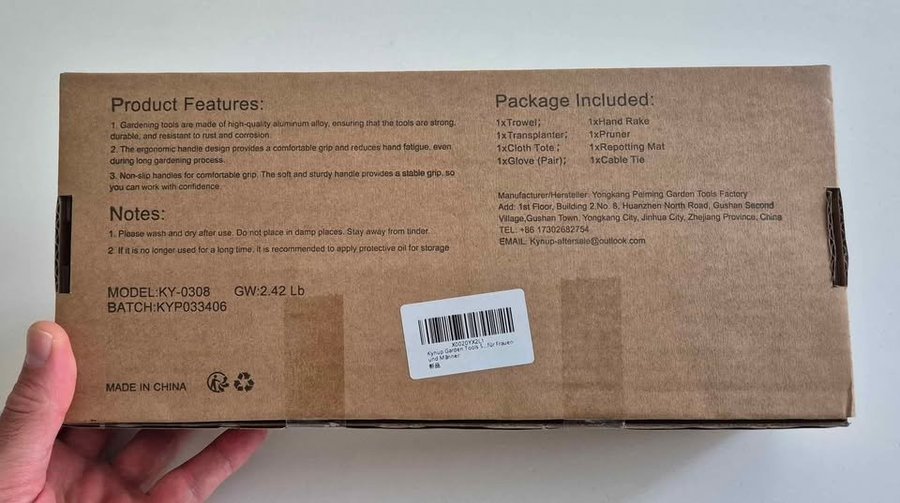 Product Features:
1. Gardening tools are made of high-quality aluminum alloy, ensuring that the tools are strong,
durable, and resistant to rust and corrosion.
2. The ergonomic handle design provides a comfortable grip and reduces hand fatigue, even
during long gardening process.
3. Non-slip handles for comfortable grip. The soft and sturdy handle provides a stable grip, so
you can work with confidence.
Notes:
1. Please wash and dry after use. Do not place in damp places. Stay away from tinder.
2. If it is no longer used for a long time, It is recommended to apply protective oil for storage
MODEL:KY-0308 GW:2.42 Lb
BATCH:KYP033406
MADE IN CHINA
Package Included:
1xTrowel; 1xHand Rake
1xTransplanter; 1xPruner
1xCloth Tote; 1xRepotting Mat
1xGlove (Pair); 1xCable Tie
Manufacturer/Hersteller: Yongkang Peiming Garden Tools Factory
Add: 1st Floor, Building 2,No. 8, Huanzhen North Road, Gushan Second
Village,Gushan Town, Yongkang City, Jinhua City, Zhejiang Province, China
TEL: +86 17302682754
EMAIL: Kynup-aftersale@outlook.com
X0020YX2L1
Kynup Garden Tools S...für Frauen
und Männer
新品